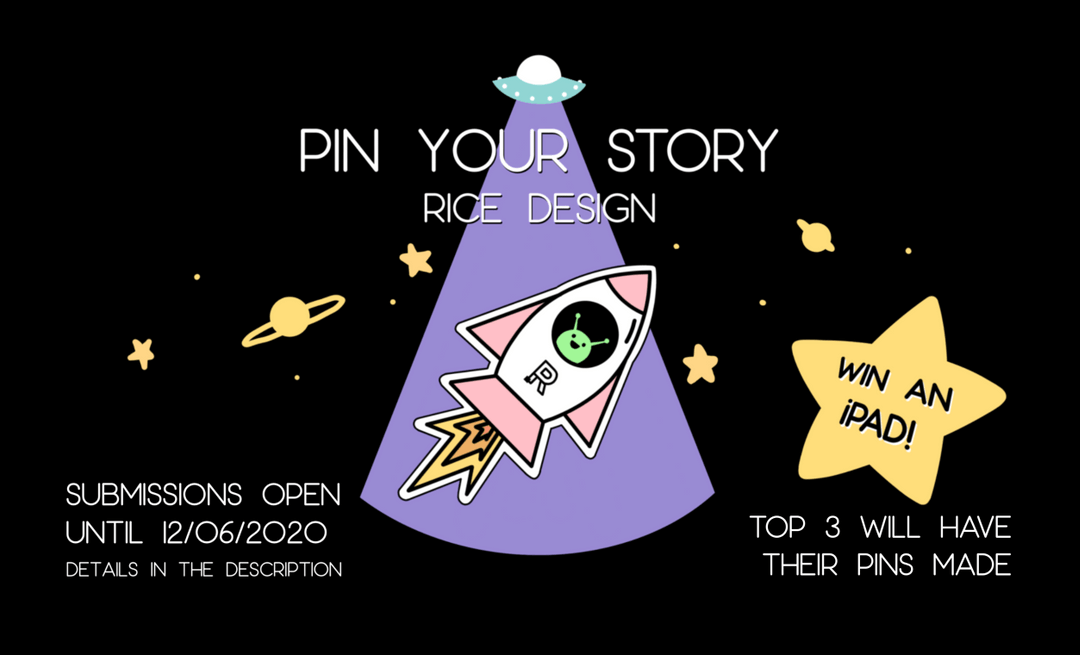 PIN YOUR STORY
RICE DESIGN
R
WIN AN
iPAD!
SUBMISSIONS OPEN
UNTIL 12/06/2020
DETAILS IN THE DESCRIPTION
TOP 3 WILL HAVE
THEIR PINS MADE